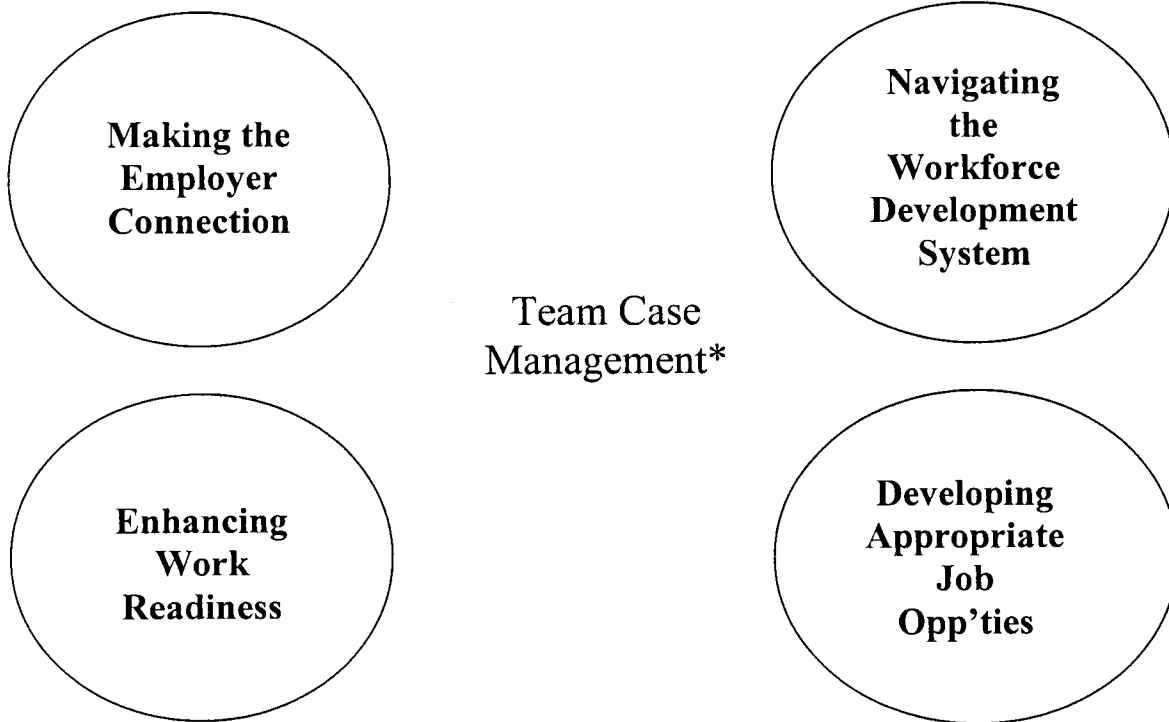 Making the
Employer
Connection
Navigating
the
Workforce
Development
System
Team Case
Management*
Enhancing
Work
Readiness
Developing
Appropriate
Job
Opp’ties